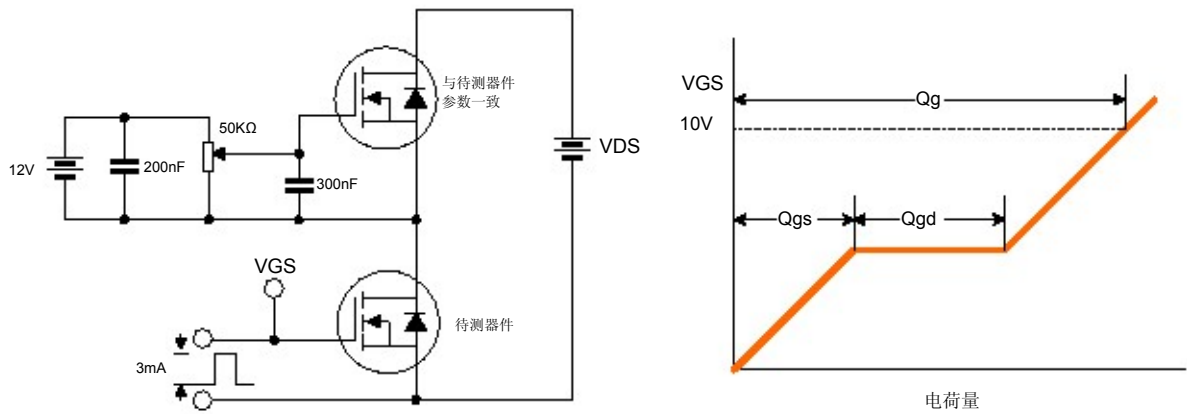 与待测器件
参数一致
50KΩ
12V
200nF
300nF
VDS
VGS
待测器件
3mA
VGS
Qg
10V
Qgs
Qgd
电荷量